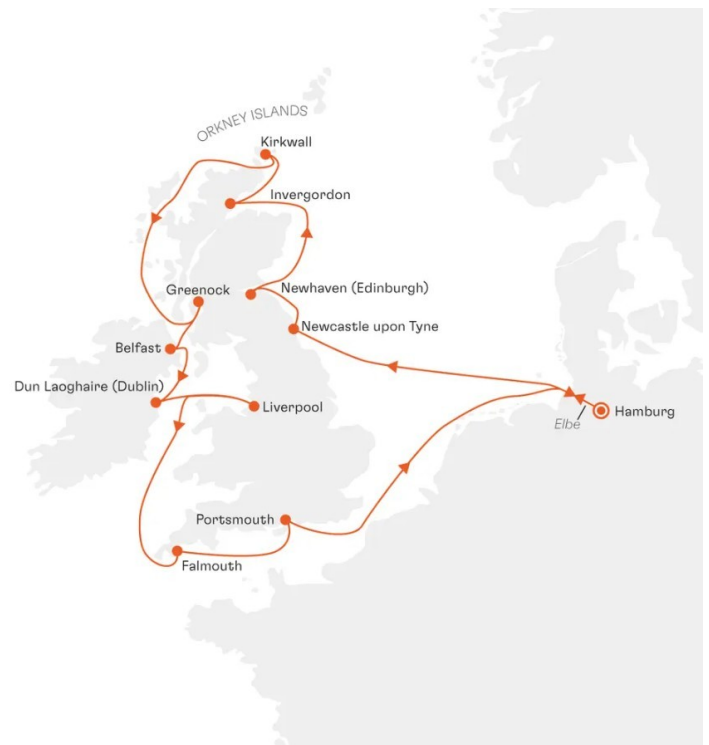 ORKNEY ISLANDS
Kirkwall
Invergordon
Greenock
Newhaven (Edinburgh)
Newcastle upon Tyne
Belfast
Dun Laoghaire (Dublin)
Liverpool
Hamburg
Elbe
Portsmouth
Falmouth